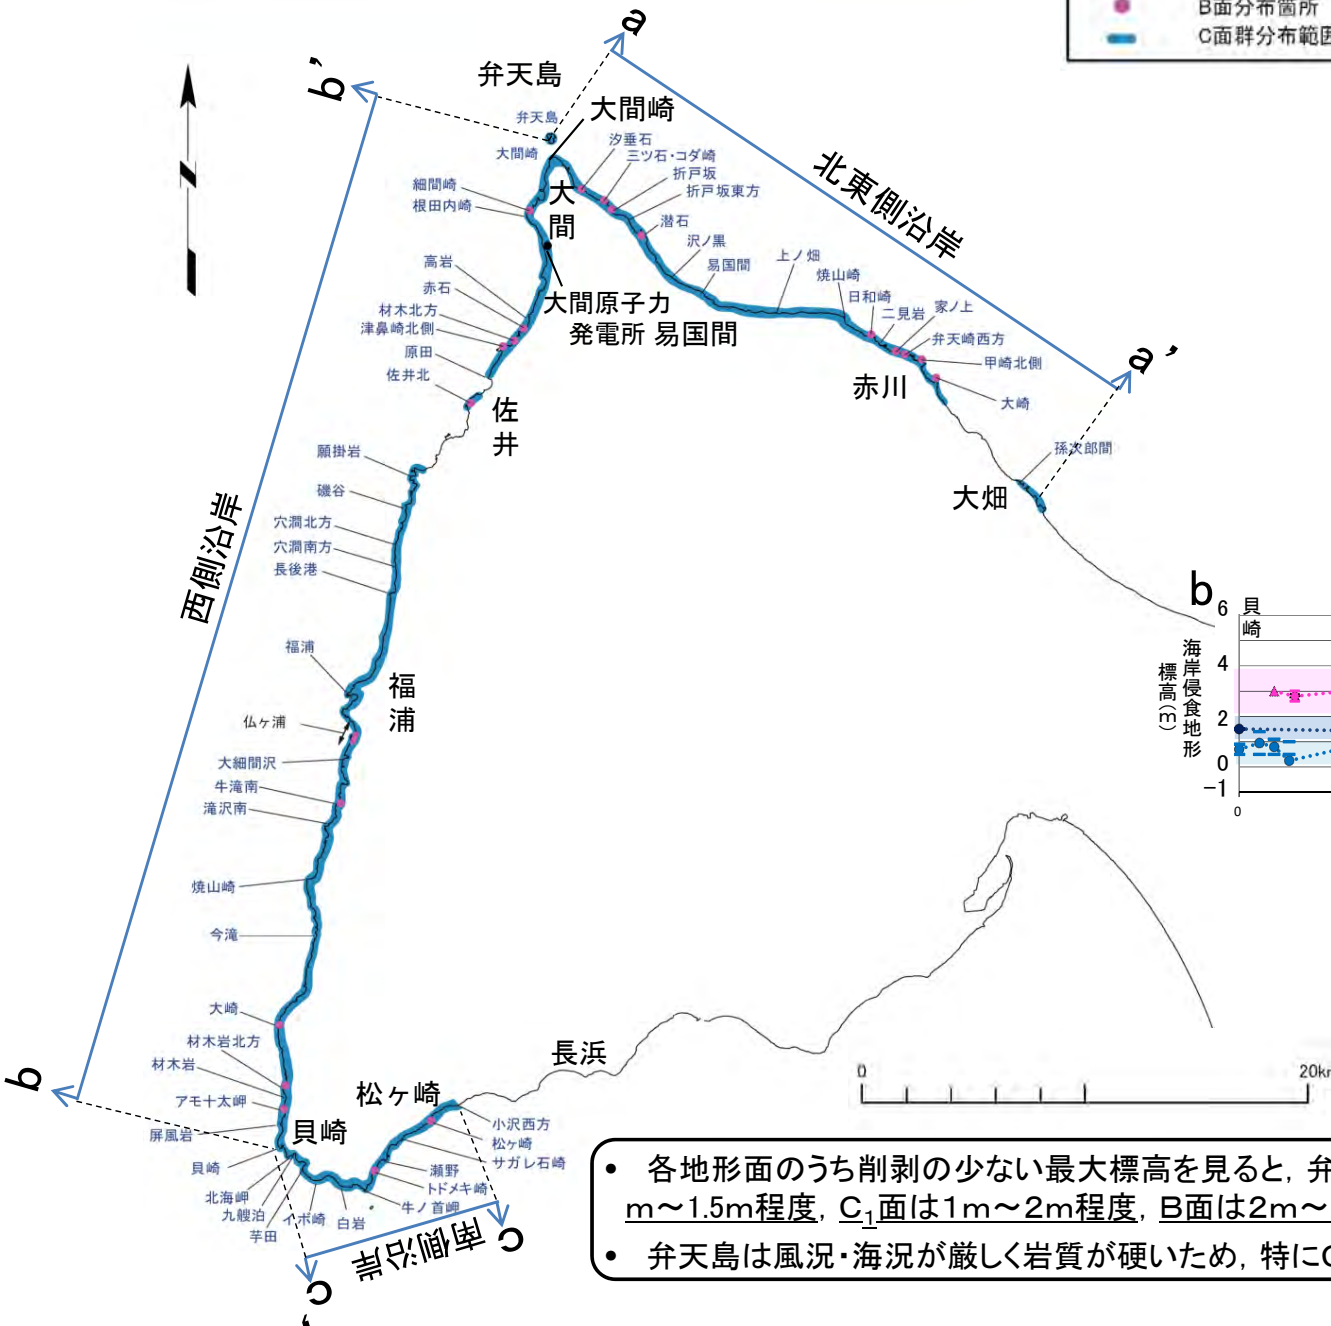 B面分布箇所
C面群分布範囲
a
弁天島
b'
弁天島
大間崎
大間崎
汐垂石
三ツ石・コダ崎
折戸坂
折戸坂東方
北東側沿岸
細間崎
根田内崎
大間
潜石
沢ノ黒
易国間
上ノ畑
焼山崎
日和崎
二見岩
家ノ上
弁天崎西方
甲崎北側
大崎
a'
高岩
赤石
材木北方
津鼻崎北側
原田
佐井北
大間原子力
発電所
易国間
赤川
佐井
孫次郎間
大畑
願掛岩
磯谷
穴澗北方
穴澗南方
長後港
西側沿岸
福浦
福浦
仏ヶ浦
大細間沢
牛滝南
滝沢南
焼山崎
今滝
大崎
材木岩北方
材木岩
アモ十太岬
屏風岩
貝崎
貝崎
北海岬
九艘泊
芋田
イボ崎
白岩
牛ノ首岬
トドメキ崎
瀬野
サガレ石崎
松ヶ崎
小沢西方
松ヶ崎
長浜
b
N
c
南側沿岸
c'
b
貝崎
海岸侵食地形
標高(m)
6
4
2
0
-1
0
0
20km
• 各地形面のうち削剥の少ない最大標高を見ると, 弁
m～1.5m程度, C1面は1m～2m程度, B面は2m～
• 弁天島は風況・海況が厳しく岩質が硬いため, 特に